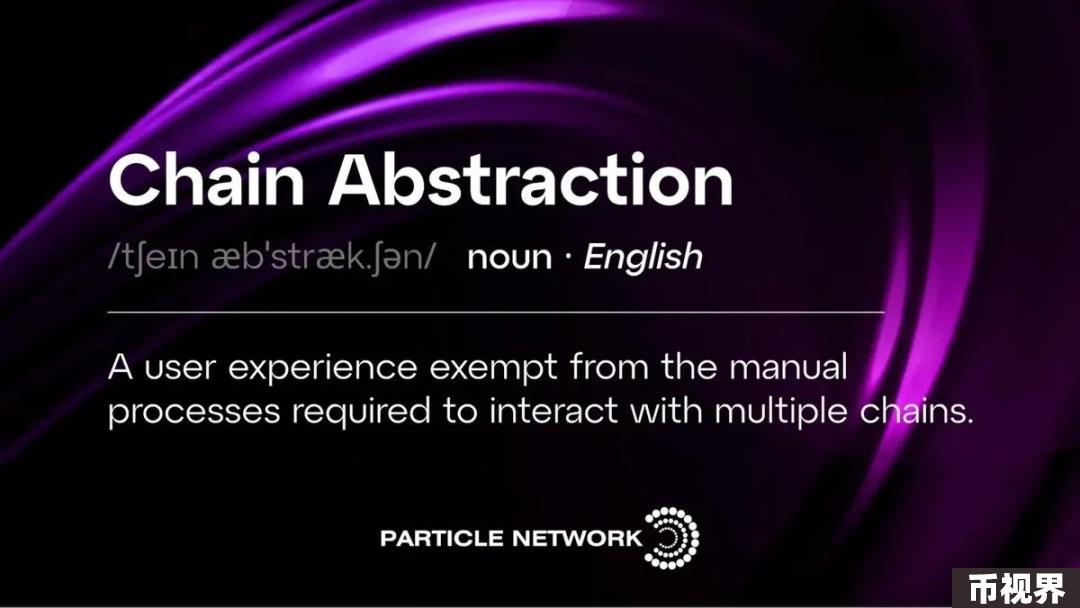 Chain Abstraction
/tʃeɪn æb'stræk.ʃən/ noun · English
A user experience exempt from the manual
processes required to interact with multiple chains.
PARTICLE NETWORK
币视界